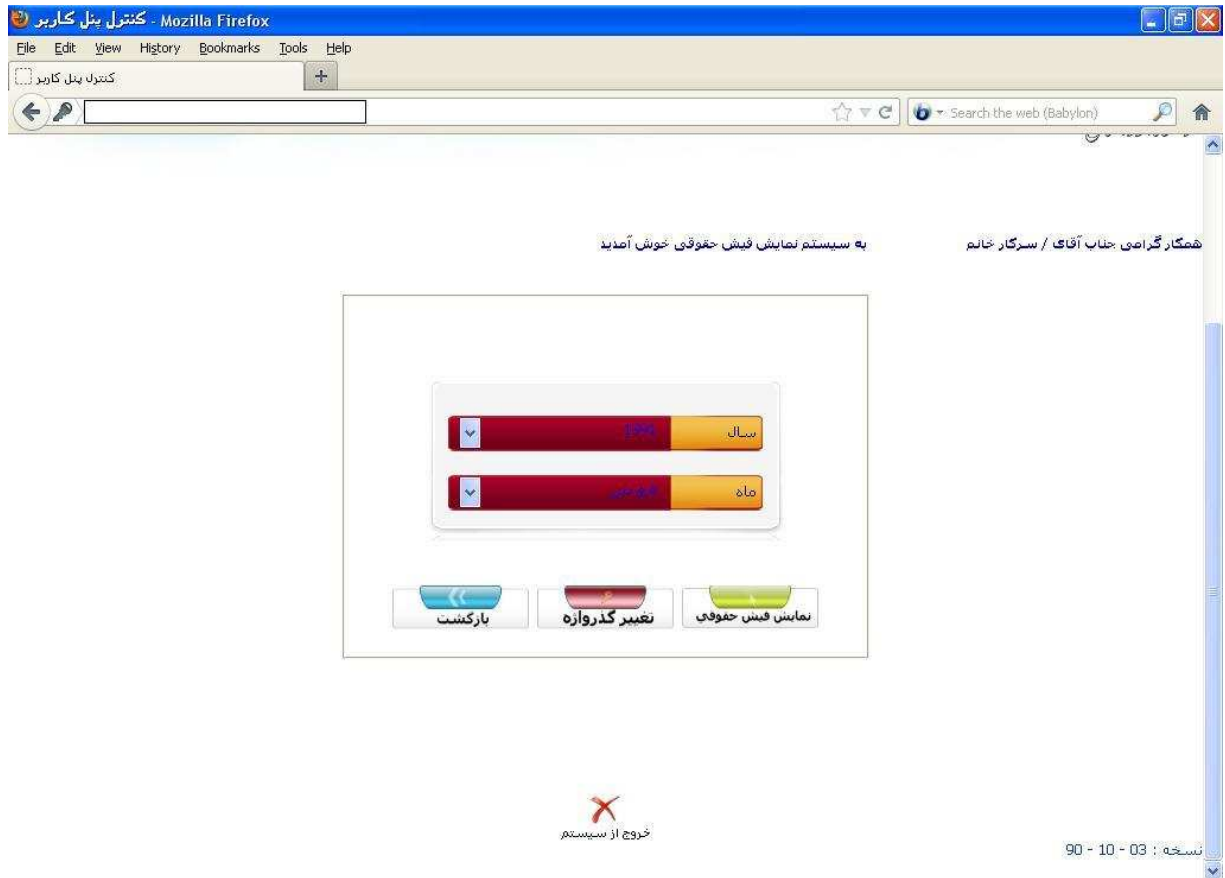 کنترل پنل کاربر - Mozilla Firefox
File Edit View History Bookmarks Tools Help
کنترل پنل کاربر
Search the web (Babylon)
همکار گرامی جناب آقای / سرکار خانم به سیستم نمایش فیش حقوقی خوش آمدید
سال
ماه
نمایش فیش حقوقی تغییر گذرواژه بازگشت
خروج از سیستم
نسخه : 03 - 10 - 90